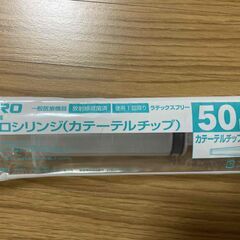 一般医療機器 放射線滅菌済 使用1回限り ラテックスフリー
ロシリンジ(カテーテルチップ)
50
カテーテルチップ